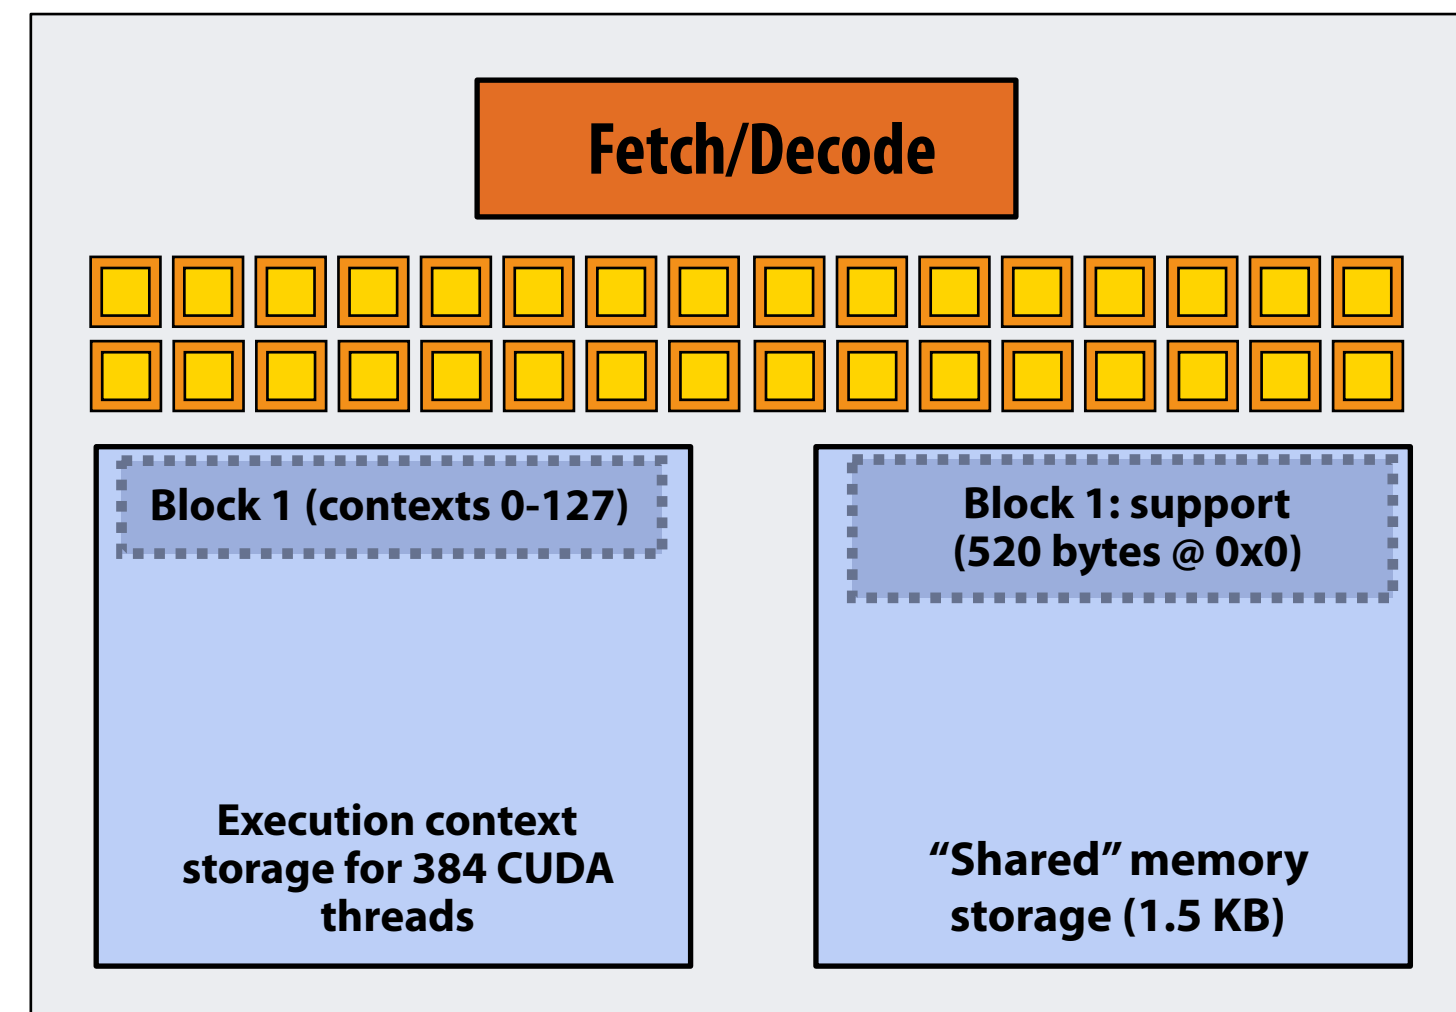 Fetch/Decode
Block 1 (contexts 0-127)
Execution context
storage for 384 CUDA
threads
Block 1: support
(520 bytes @ 0x0)
“Shared” memory
storage (1.5 KB)